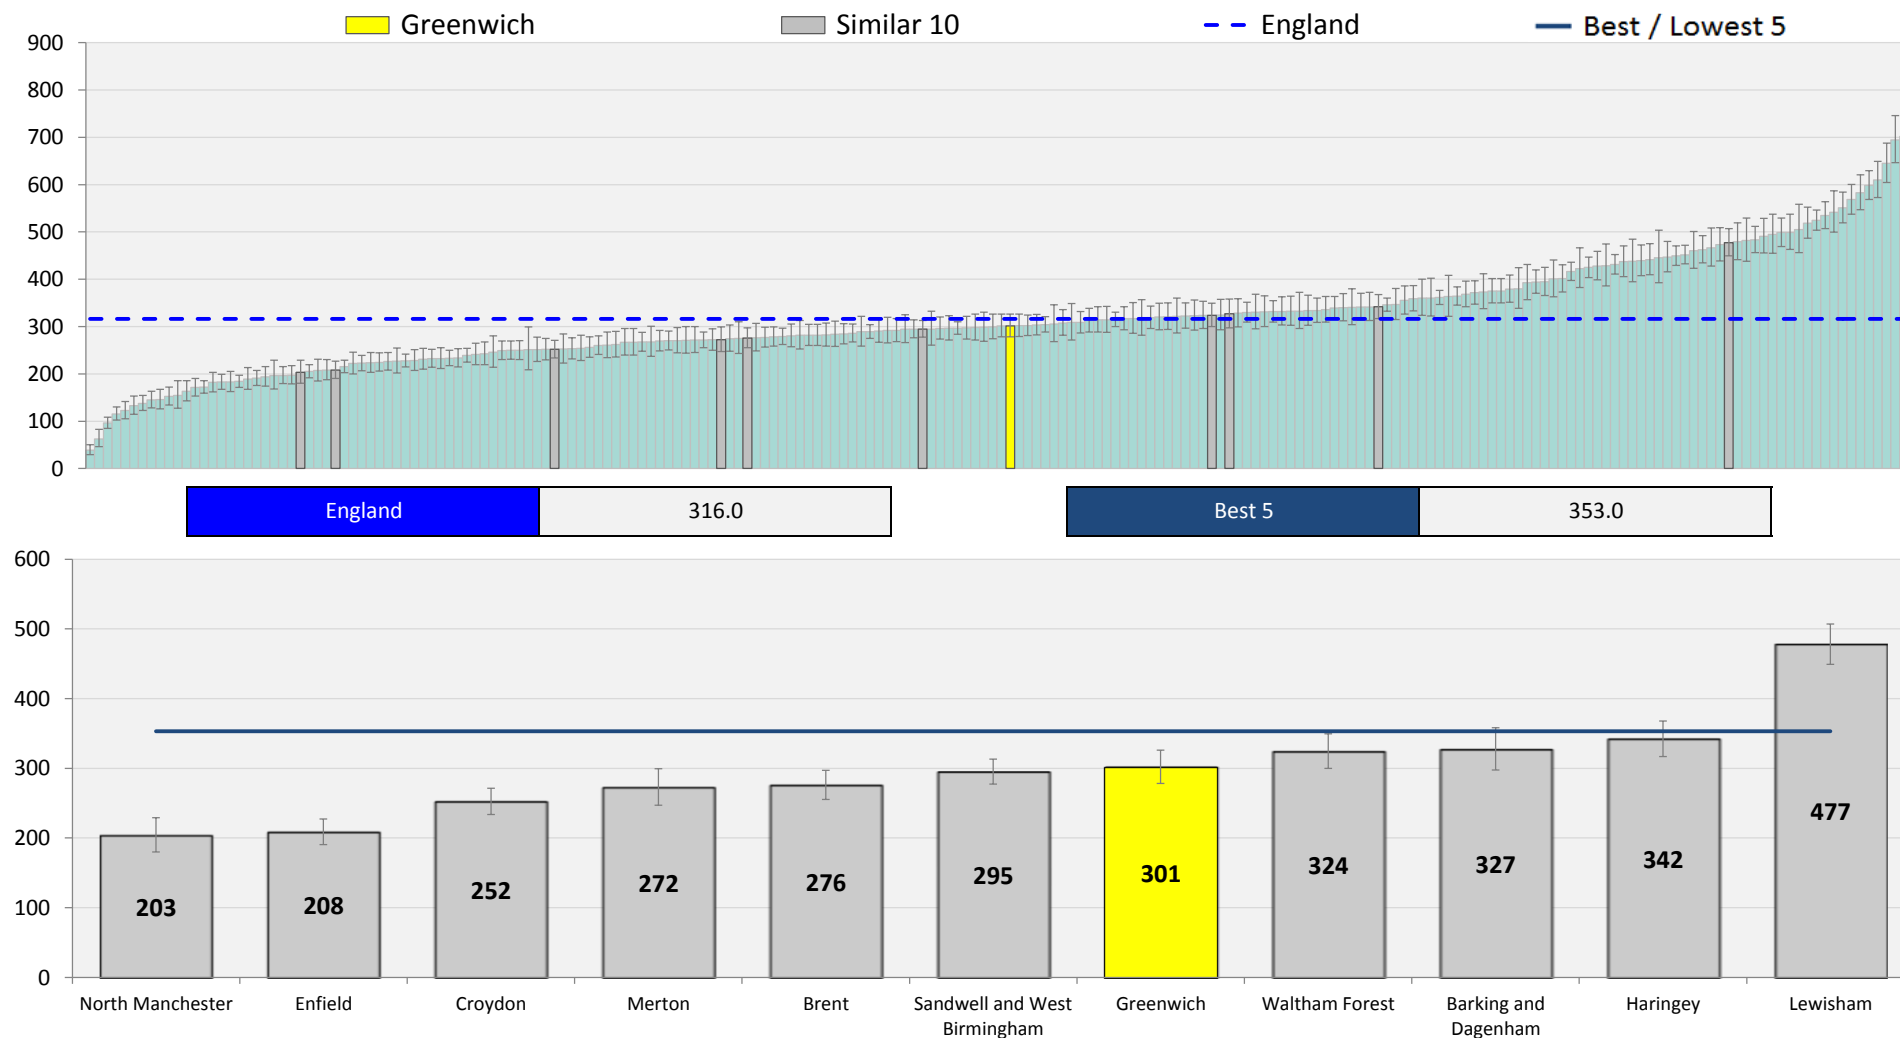 Greenwich
Similar 10
England
Best / Lowest 5
900
800
700
600
500
400
300
200
100
0
England 316.0
Best 5 353.0
600
500
400
300
200
100
0
203 208 252 272 276 295 301 324 327 342 477
North Manchester Enfield Croydon Merton Brent Sandwell and West Greenwich Waltham Forest Barking and Haringey Lewisham
Birmingham Dagenham